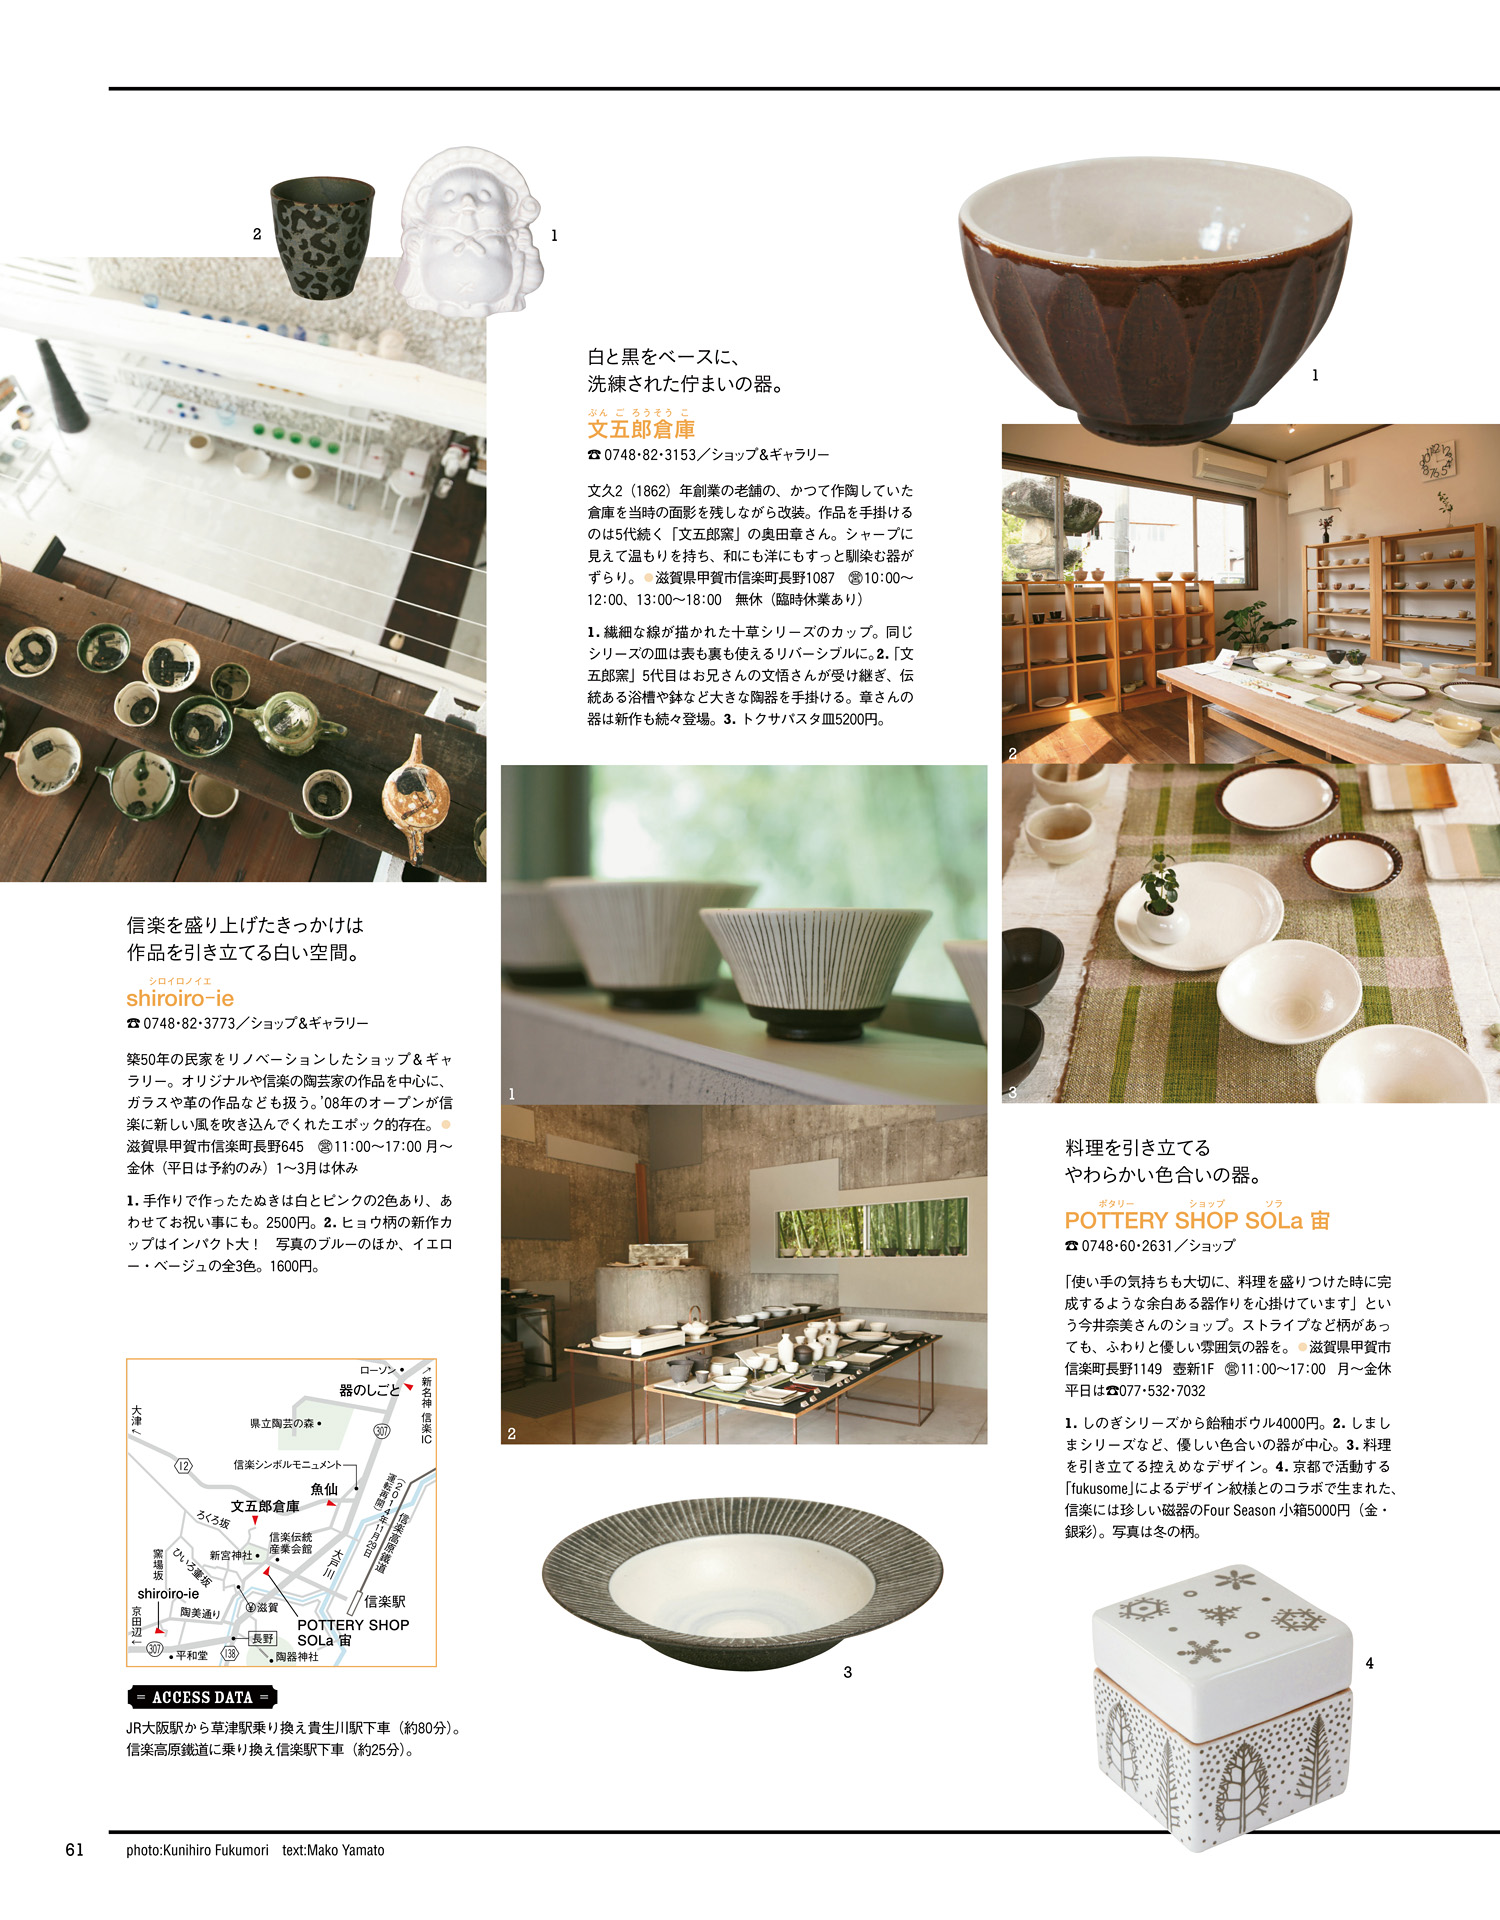 2
1
白と黒をベースに、
洗練された佇まいの器。
ぶん ご ろうそう こ
文五郎倉庫
☎0748・82・3153／ショップ&ギャラリー
文久2（1862）年創業の老舗の、かつて作陶していた
倉庫を当時の面影を残しながら改装。作品を手掛ける
のは5代続く「文五郎窯」の奥田章さん。シャープに
見えて温もりを持ち、和にも洋にもすっと馴染む器が
ずらり。●滋賀県甲賀市信楽町長野1087　㊡10:00〜
12:00、13:00〜18:00　無休（臨時休業あり）
1. 繊細な線が描かれた十草シリーズのカップ。同じ
シリーズの皿は表も裏も使えるリバーシブルに。2.「文
五郎窯」5代目はお兄さんの文悟さんが受け継ぎ、伝
統ある浴槽や鉢など大きな陶器を手掛ける。章さんの
器は新作も続々登場。3. トクサパスタ皿5200円。
1
2
3
信楽を盛り上げたきっかけは
作品を引き立てる白い空間。
シロイロノイエ
shiroiro-ie
☎0748・82・3773／ショップ&ギャラリー
築50年の民家をリノベーションしたショップ＆ギャ
ラリー。オリジナルや信楽の陶芸家の作品を中心に、
ガラスや革の作品なども扱う。'08年のオープンが信
楽に新しい風を吹き込んでくれたエポック的存在。●
滋賀県甲賀市信楽町長野645　営11:00〜17:00 月〜
金休（平日は予約のみ）1〜3月は休み
1. 手作りで作ったたぬきは白とピンクの2色あり、あ
わせてお祝い事にも。2500円。2. ヒョウ柄の新作カ
ップはインパクト大！　写真のブルーのほか、イエロ
ー・ベージュの全3色。1600円。
ローソン
器のしごと
↗新名神 信楽IC
大津←
県立陶芸の森
307
12
信楽シンボルモニュメント
魚仙
文五郎倉庫
ろくろ坂
信楽伝統
産業会館
新宮神社
窯場坂
ひいろ壷坂
大戸川
信楽高原鐵道
（2014年11月29日
運転再開）
shiroiro-ie
陶美通り
¥滋賀
信楽駅
京田辺←
POTTERY SHOP
SOLa 宙
長野
307
平和堂
138
陶器神社
= ACCESS DATA =
JR大阪駅から草津駅乗り換え貴生川駅下車（約80分）。
信楽高原鐵道に乗り換え信楽駅下車（約25分）。
1
2
3
料理を引き立てる
やわらかい色合いの器。
ポタリー ショップ ソラ
POTTERY SHOP SOLa 宙
☎0748・60・2631／ショップ
「使い手の気持ちも大切に、料理を盛りつけた時に完
成するような余白ある器作りを心掛けています」とい
う今井奈美さんのショップ。ストライプなど柄があっ
ても、ふわりと優しい雰囲気の器を。●滋賀県甲賀市
信楽町長野1149　壺新1F　営11:00〜17:00　月〜金休
平日は☎077・532・7032
1. しのぎシリーズから飴釉ボウル4000円。2. しまし
まシリーズなど、優しい色合いの器が中心。3. 料理
を引き立てる控えめなデザイン。4. 京都で活動する
「fukusome」によるデザイン紋様とのコラボで生まれた、
信楽には珍しい磁器のFour Season 小箱5000円（金・
銀彩）。写真は冬の柄。
4
61
photo:Kunihiro Fukumori　text:Mako Yamato